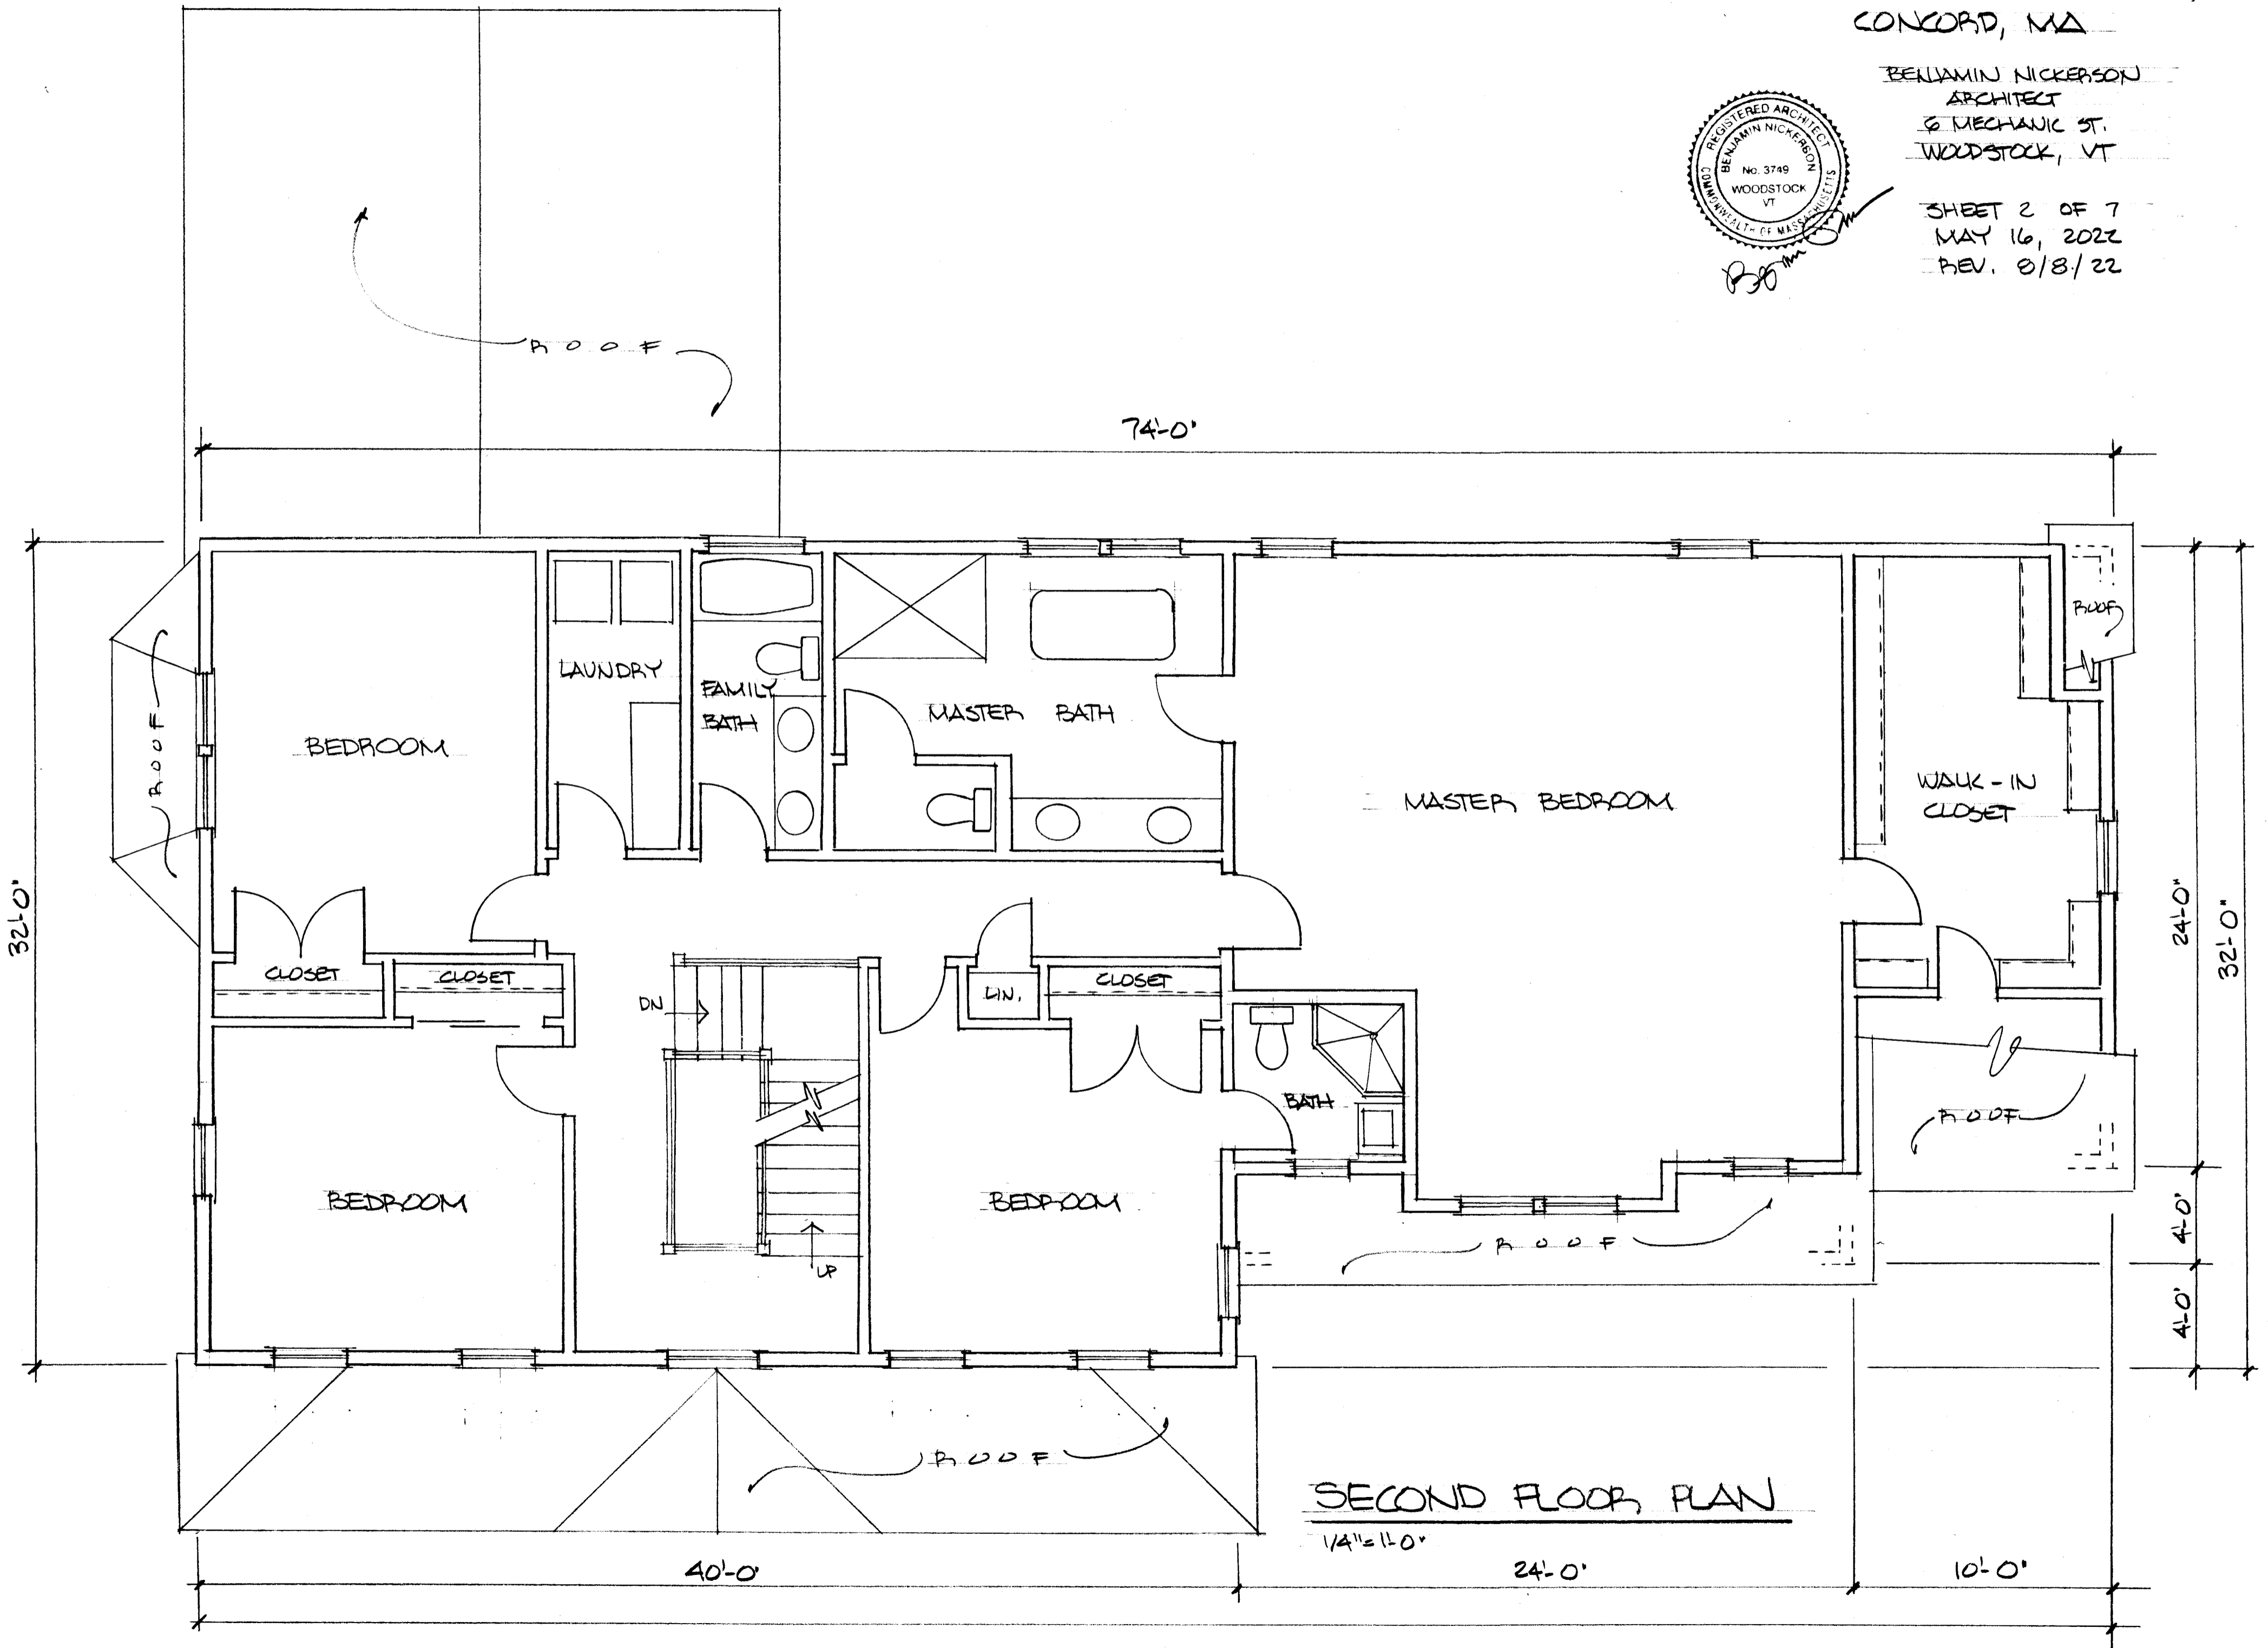 CONCORD, MA
BENJAMIN NICKERSON
ARCHITECT
6 MECHANIC ST.
WOODSTOCK, VT
REGISTERED ARCHITECT
BENJAMIN NICKERSON
No. 3749
WOODSTOCK
VT
COMMONWEALTH OF MASSACHUSETTS
SHEET 2 OF 7
MAY 16, 2022
REV. 8/8/22
ROOF
74'-0"
ROOF
LAUNDRY
FAMILY
BATH
MASTER BATH
BEDROOM
ROOF
MASTER BEDROOM
WALK-IN
CLOSET
32'-0"
24'-0"
32'-0"
CLOSET
CLOSET
DN
LIN.
CLOSET
BATH
ROOF
BEDROOM
BEDROOM
UP
ROOF
4'-0"
4'-0"
ROOF
SECOND FLOOR PLAN
1/4"=1'-0"
40'-0"
24'-0"
10'-0"